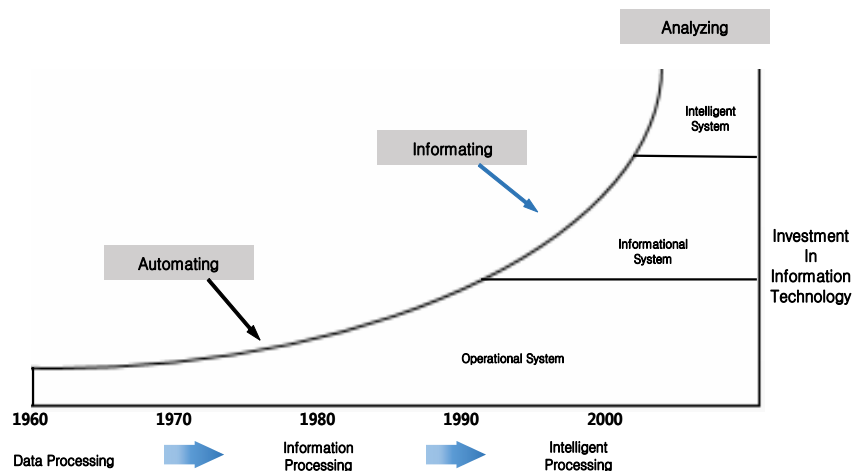 Analyzing
Intelligent
System
Informating
Informational
System
Investment
In
Information
Technology
Automating
Operational System
1960
1970
1980
1990
2000
Data Processing
Information
Processing
Intelligent
Processing